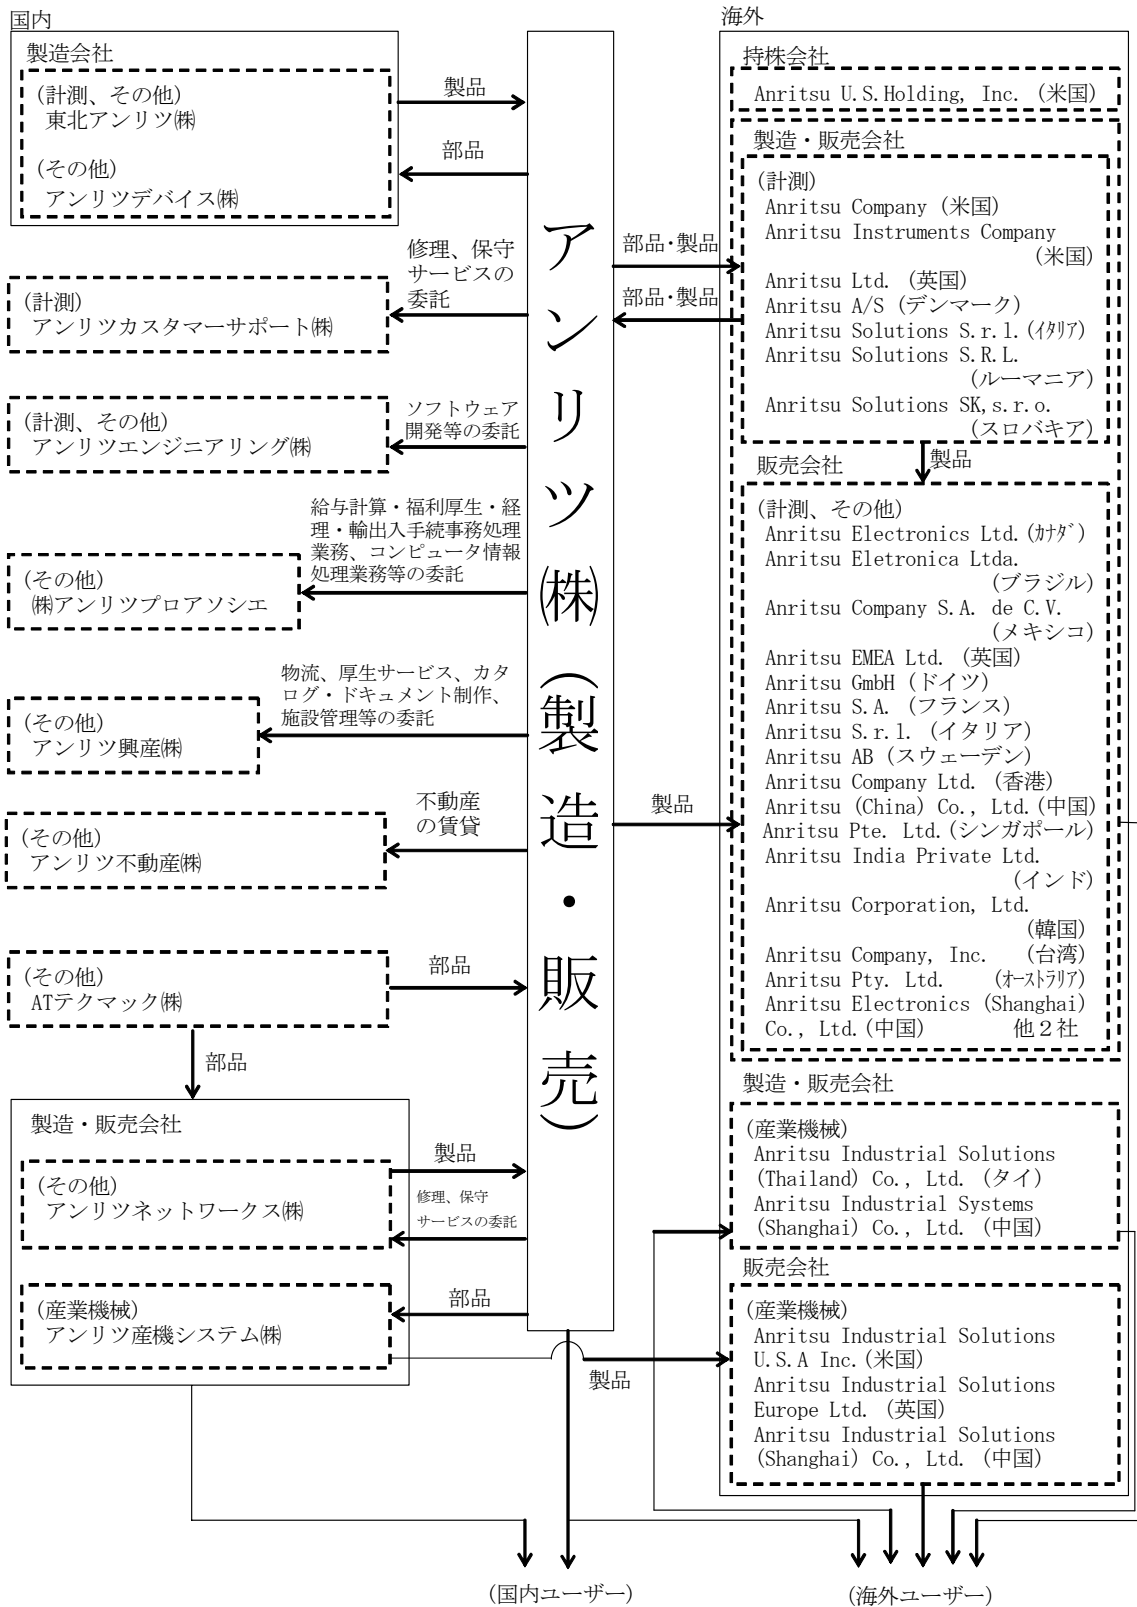 国内
製造会社
(計測、その他)
東北アンリツ㈱
(その他)
アンリツデバイス㈱
製品
部品
(計測)
アンリツカスタマーサポート㈱
修理、保守
サービスの
委託
(計測、その他)
アンリツエンジニアリング㈱
ソフトウェア
開発等の委託
(その他)
㈱アンリツプロアソシエ
給与計算・福利厚生・経
理・輸出入手続事務処理
業務、コンピュータ情報
処理業務等の委託
(その他)
アンリツ興産㈱
物流、厚生サービス、カタ
ログ・ドキュメント制作、
施設管理等の委託
(その他)
アンリツ不動産㈱
不動産
の賃貸
(その他)
ATテクマック㈱
部品
部品
製造・販売会社
(その他)
アンリツネットワークス㈱
製品
修理、保守
サービスの委託
(産業機械)
アンリツ産機システム㈱
部品
アンリツ㈱(製造・販売)
部品・製品
部品・製品
製品
製品
海外
持株会社
Anritsu U.S.Holding, Inc. (米国)
製造・販売会社
(計測)
Anritsu Company (米国)
Anritsu Instruments Company
(米国)
Anritsu Ltd. (英国)
Anritsu A/S (デンマーク)
Anritsu Solutions S.r.l. (ｲﾀﾘｱ)
Anritsu Solutions S.R.L.
(ルーマニア)
Anritsu Solutions SK,s.r.o.
(スロバキア)
製品
販売会社
(計測、その他)
Anritsu Electronics Ltd. (ｶﾅﾀﾞ)
Anritsu Eletronica Ltda.
(ブラジル)
Anritsu Company S.A. de C.V.
(メキシコ)
Anritsu EMEA Ltd. (英国)
Anritsu GmbH (ドイツ)
Anritsu S.A. (フランス)
Anritsu S.r.l. (イタリア)
Anritsu AB (スウェーデン)
Anritsu Company Ltd. (香港)
Anritsu (China) Co., Ltd. (中国)
Anritsu Pte. Ltd. (シンガポール)
Anritsu India Private Ltd.
(インド)
Anritsu Corporation, Ltd.
(韓国)
Anritsu Company, Inc. (台湾)
Anritsu Pty. Ltd. (ｵｰｽﾄﾗﾘｱ)
Anritsu Electronics (Shanghai)
Co., Ltd. (中国) 他２社
製造・販売会社
(産業機械)
Anritsu Industrial Solutions
(Thailand) Co., Ltd. (タイ)
Anritsu Industrial Systems
(Shanghai) Co., Ltd. (中国)
販売会社
(産業機械)
Anritsu Industrial Solutions
U.S.A Inc. (米国)
Anritsu Industrial Solutions
Europe Ltd. (英国)
Anritsu Industrial Solutions
(Shanghai) Co., Ltd. (中国)
(国内ユーザー)
(海外ユーザー)